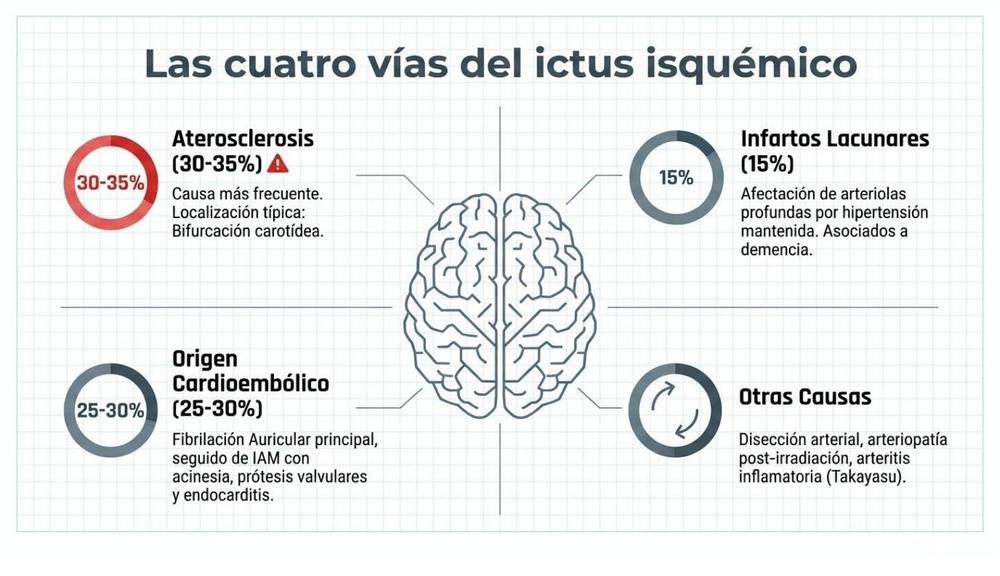 Las cuatro vías del ictus isquémico
30-35%
Aterosclerosis
(30-35%)
Causa más frecuente.
Localización típica:
Bifurcación carotídea.
15%
Infartos Lacunares
(15%)
Afectación de arteriolas
profundas por hipertensión
mantenida. Asociados a
demencia.
25-30%
Origen
Cardioembólico
(25-30%)
Fibrilación Auricular principal,
seguido de IAM con
acinesia, prótesis valvulares
y endocarditis.
Otras Causas
Disección arterial, arteriopatía
post-irradiación, arteritis
inflamatoria (Takayasu).